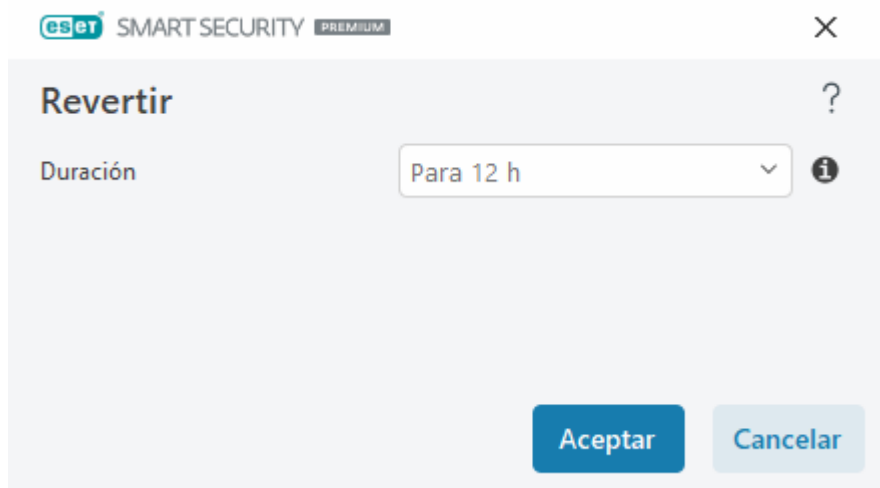 eset SMART SECURITY PREMIUM
Revertir
?
Duración
Para 12 h
Aceptar
Cancelar